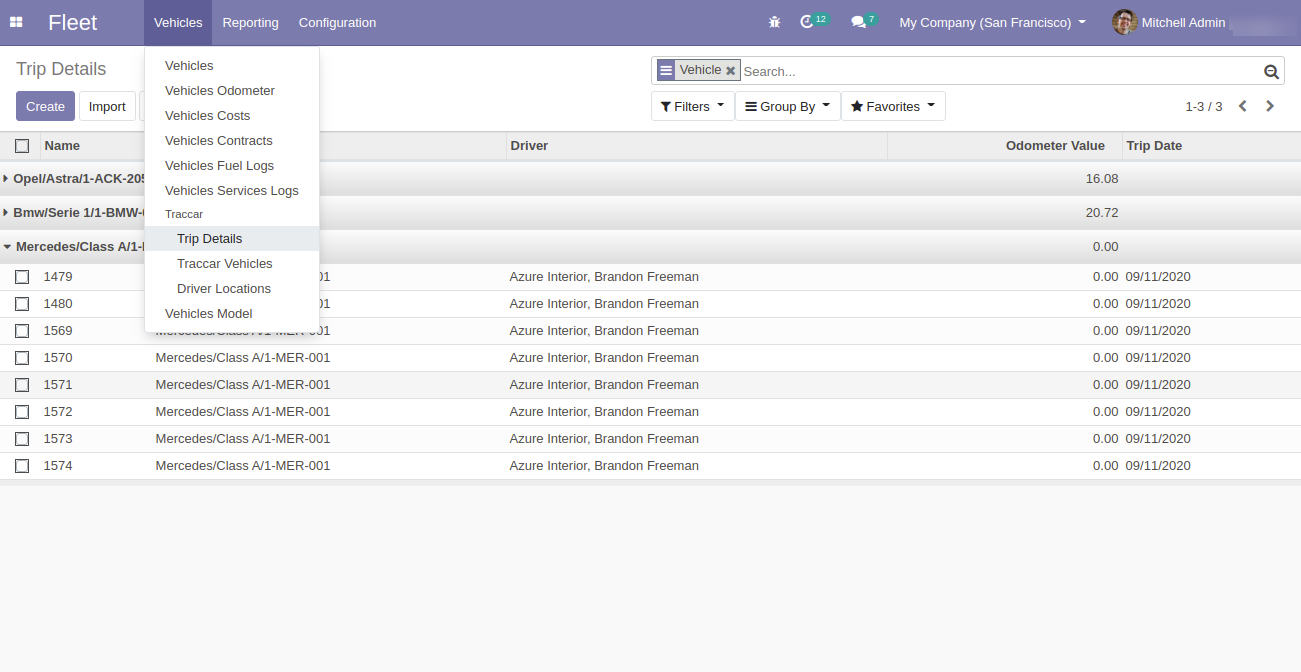 Fleet Vehicles Reporting Configuration 12 7 My Company (San Francisco) Mitchell Admin
Trip Details
Vehicle Search...
Create Import
Filters Group By Favorites 1-3 / 3
Vehicles
Vehicles Odometer
Vehicles Costs
Vehicles Contracts
Vehicles Fuel Logs
Vehicles Services Logs
Traccar
Trip Details
Traccar Vehicles
Driver Locations
Vehicles Model
Name Driver Odometer Value Trip Date
Opel/Astra/1-ACK-205 16.08
Bmw/Serie 1/1-BMW- 20.72
Mercedes/Class A/1- 0.00
1479 01 Azure Interior, Brandon Freeman 0.00 09/11/2020
1480 01 Azure Interior, Brandon Freeman 0.00 09/11/2020
1569 Mercedes/Class A/1-MER-001 Azure Interior, Brandon Freeman 0.00 09/11/2020
1570 Mercedes/Class A/1-MER-001 Azure Interior, Brandon Freeman 0.00 09/11/2020
1571 Mercedes/Class A/1-MER-001 Azure Interior, Brandon Freeman 0.00 09/11/2020
1572 Mercedes/Class A/1-MER-001 Azure Interior, Brandon Freeman 0.00 09/11/2020
1573 Mercedes/Class A/1-MER-001 Azure Interior, Brandon Freeman 0.00 09/11/2020
1574 Mercedes/Class A/1-MER-001 Azure Interior, Brandon Freeman 0.00 09/11/2020